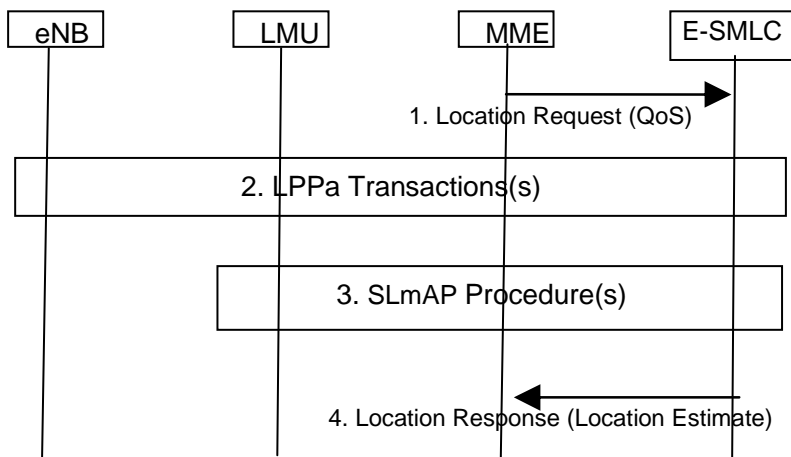 eNB
LMU
MME
E-SMLC
1. Location Request (QoS)
2. LPPa Transactions(s)
3. SLmAP Procedure(s)
4. Location Response (Location Estimate)